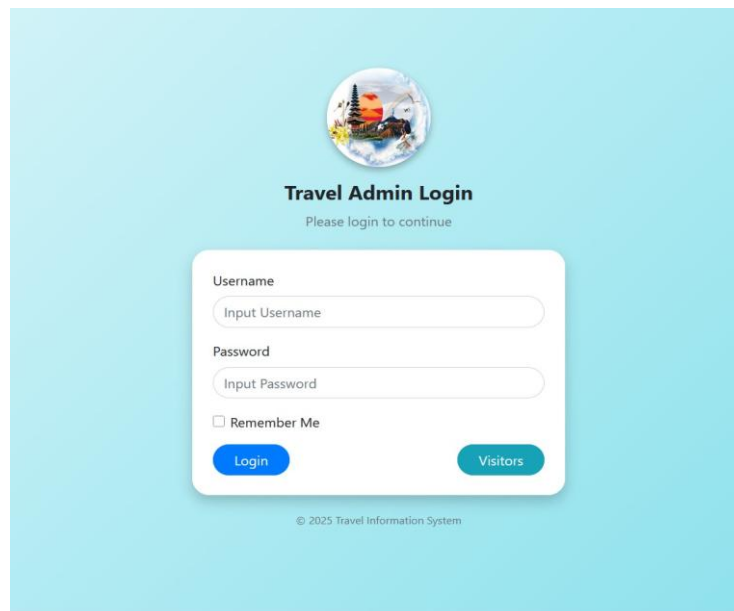 Travel Admin Login
Please login to continue
Username
Input Username
Password
Input Password
Remember Me
Login Visitors
© 2025 Travel Information System